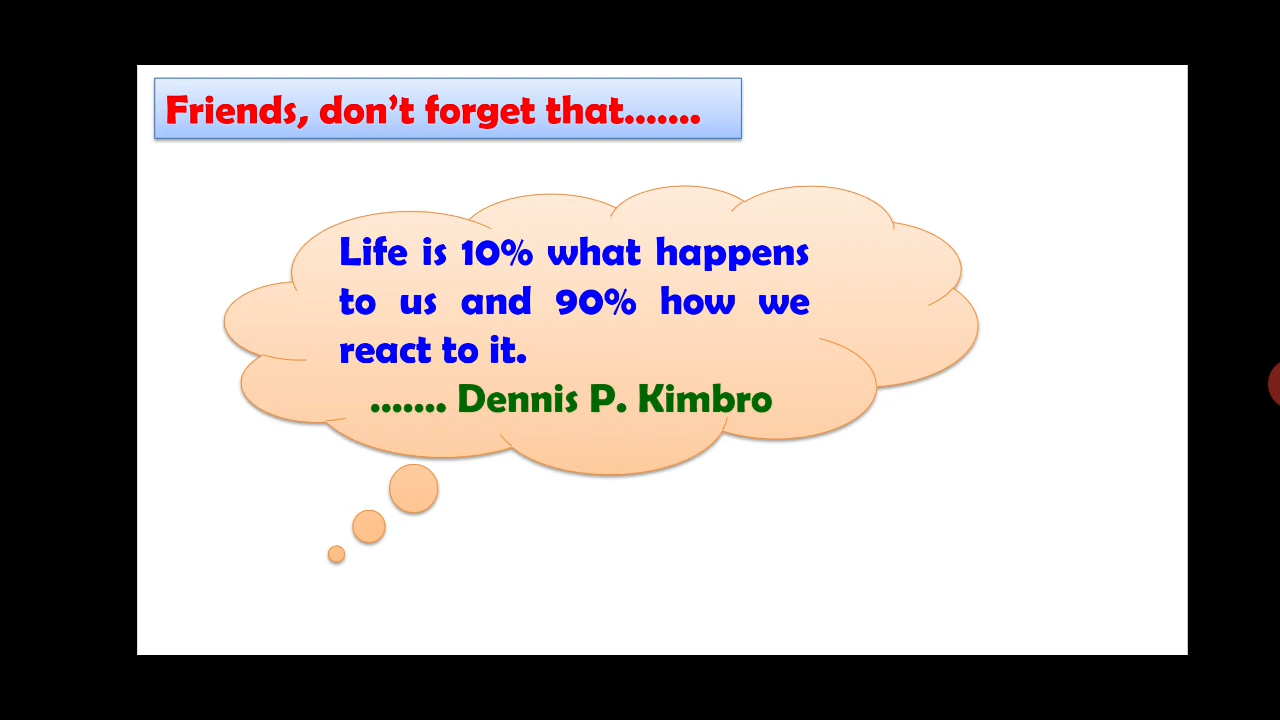 Friends, don’t forget that.......
Life is 10% what happens
to us and 90% how we
react to it.
....... Dennis P. Kimbro